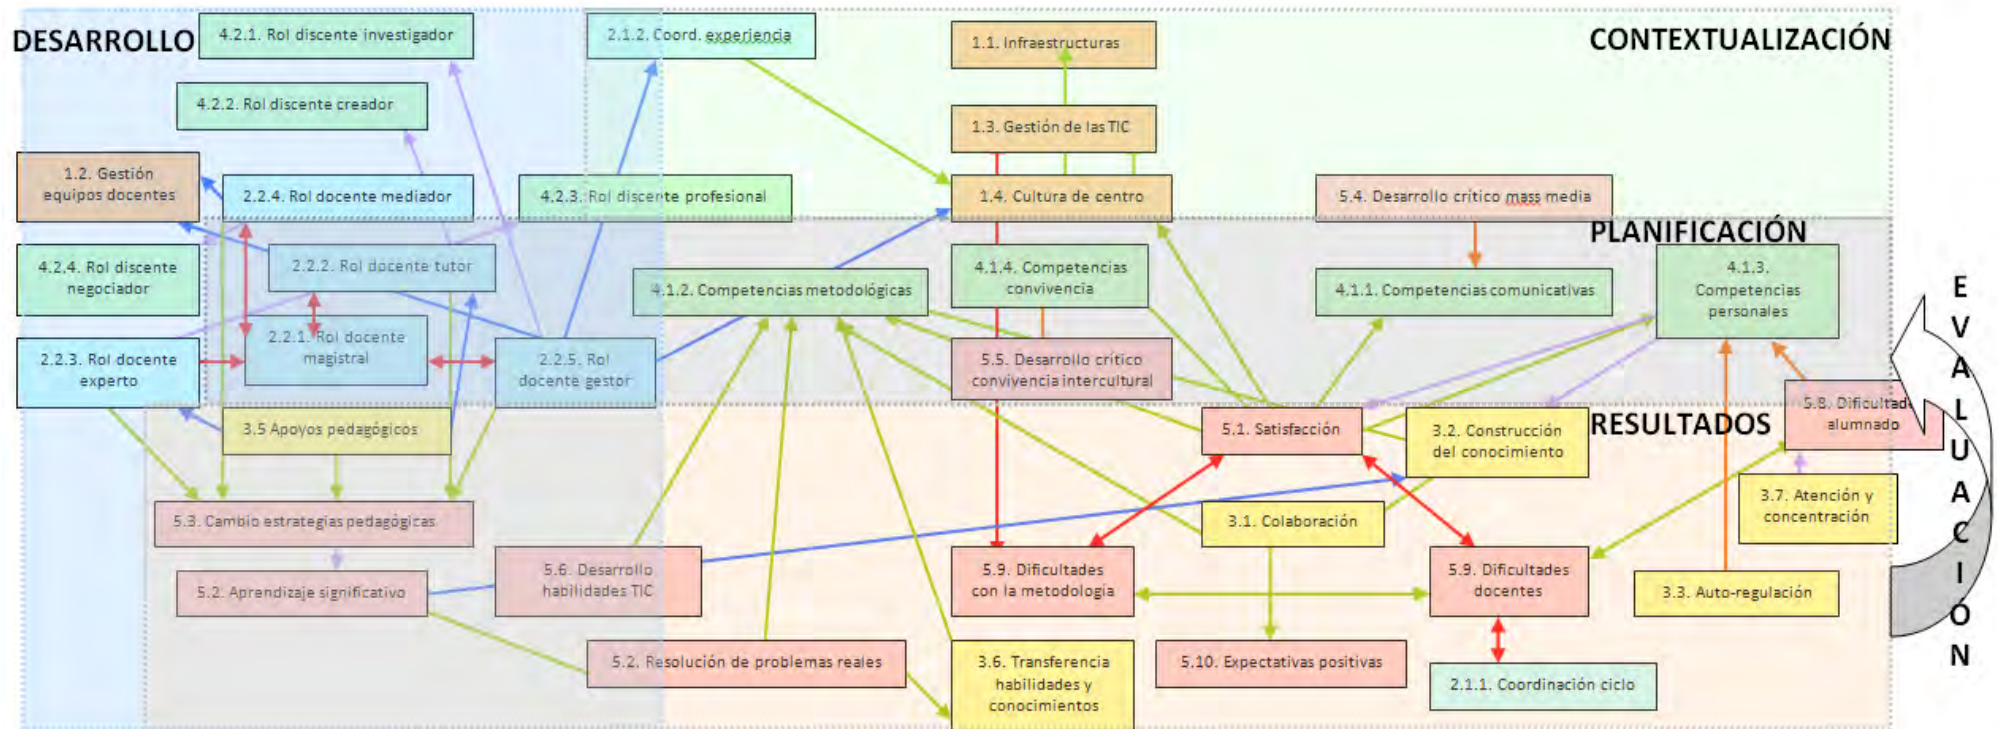 DESARROLLO
4.2.1. Rol discente investigador
2.1.2. Coord. experiencia
1.1. Infraestructuras
CONTEXTUALIZACIÓN
4.2.2. Rol discente creador
1.3. Gestión de las TIC
1.2. Gestión
equipos docentes
2.2.4. Rol docente mediador
4.2.3. Rol discente profesional
1.4. Cultura de centro
5.4. Desarrollo crítico mass media
PLANIFICACIÓN
4.2.4. Rol discente
negociador
2.2.2. Rol docente tutor
4.1.2. Competencias metodológicas
4.1.4. Competencias
convivencia
4.1.1. Competencias comunicativas
4.1.3.
Competencias
personales
2.2.3. Rol docente
experto
2.2.1. Rol docente
magistral
2.2.5. Rol
docente gestor
5.5. Desarrollo crítico
convivencia intercultural
5.8. Dificultad
alumnado
3.5 Apoyos pedagógicos
5.1. Satisfacción
3.2. Construcción
del conocimiento
RESULTADOS
3.7. Atención y
concentración
5.3. Cambio estrategias pedagógicas
3.1. Colaboración
5.2. Aprendizaje significativo
5.6. Desarrollo
habilidades TIC
5.9. Dificultades
con la metodología
5.9. Dificultades
docentes
3.3. Auto-regulación
5.2. Resolución de problemas reales
3.6. Transferencia
habilidades y
conocimientos
5.10. Expectativas positivas
2.1.1. Coordinación ciclo
E
V
A
L
U
A
C
I
Ó
N